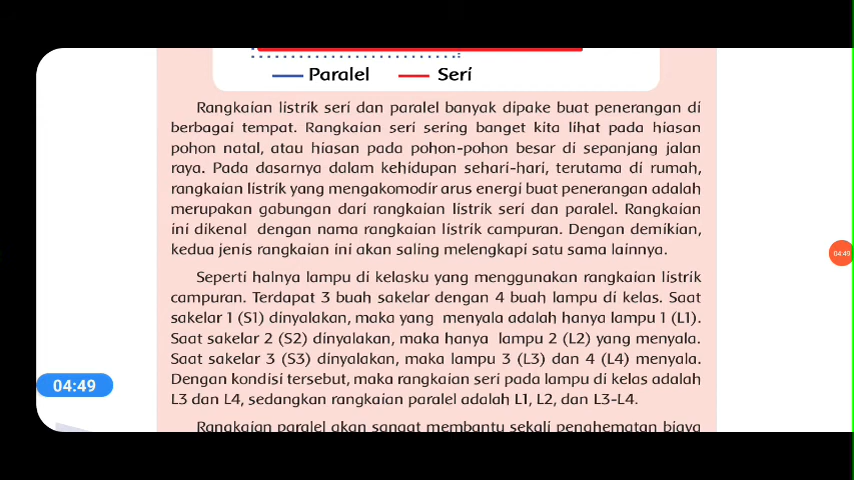 Paralel Seri
Rangkaian listrik seri dan paralel banyak dipake buat penerangan di
berbagai tempat. Rangkaian seri sering banget kita lihat pada hiasan
pohon natal, atau hiasan pada pohon-pohon besar di sepanjang jalan
raya. Pada dasarnya dalam kehidupan sehari-hari, terutama di rumah,
rangkaian listrik yang mengakomodir arus energi buat penerangan adalah
merupakan gabungan dari rangkaian listrik seri dan paralel. Rangkaian
ini dikenal dengan nama rangkaian listrik campuran. Dengan demikian,
kedua jenis rangkaian ini akan saling melengkapi satu sama lainnya.
Seperti halnya lampu di kelasku yang menggunakan rangkaian listrik
campuran. Terdapat 3 buah sakelar dengan 4 buah lampu di kelas. Saat
sakelar 1 (S1) dinyalakan, maka yang menyala adalah hanya lampu 1 (L1).
Saat sakelar 2 (S2) dinyalakan, maka hanya lampu 2 (L2) yang menyala.
Saat sakelar 3 (S3) dinyalakan, maka lampu 3 (L3) dan 4 (L4) menyala.
Dengan kondisi tersebut, maka rangkaian seri pada lampu di kelas adalah
L3 dan L4, sedangkan rangkaian paralel adalah L1, L2, dan L3-L4.
Rangkaian paralel akan sangat membantu sekali penghematan biaya
04:49
04:49